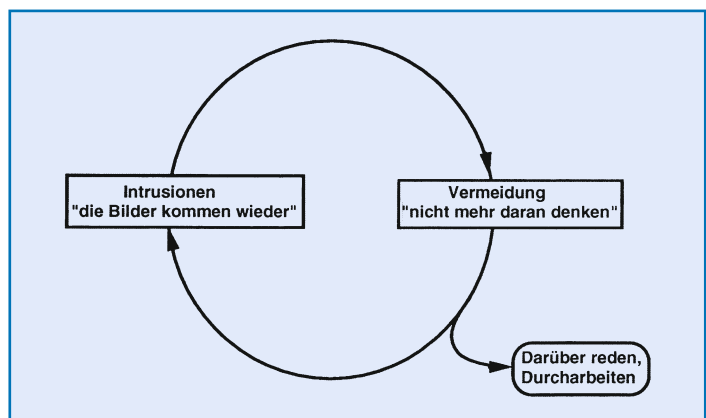 Intrusionen
"die Bilder kommen wieder"
Vermeidung
"nicht mehr daran denken"
Darüber reden,
Durcharbeiten